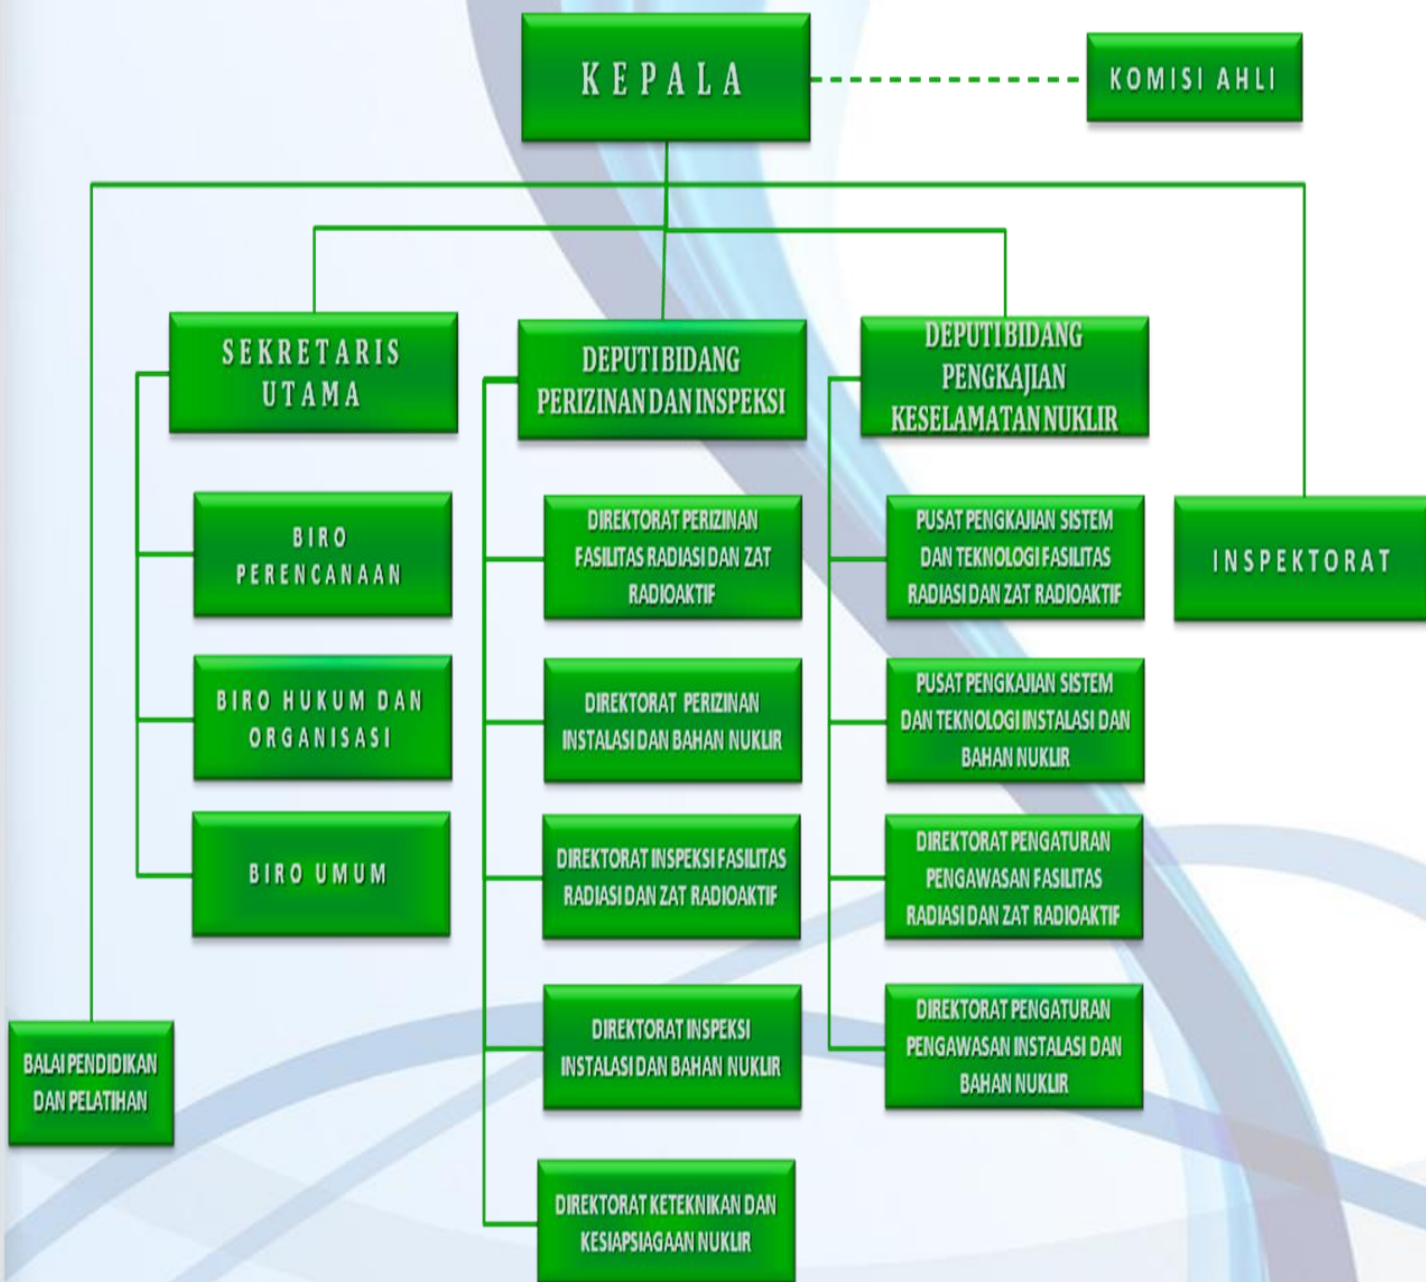 KEPALA
KOMISI AHLI
SEKRETARIS
UTAMA
DEPUTI BIDANG
PERIZINAN DAN INSPEKSI
DEPUTI BIDANG
PENGKAJIAN
KESELAMATAN NUKLIR
BIRO
PERENCANAAN
BIRO HUKUM DAN
ORGANISASI
BIRO UMUM
DIREKTORAT PERIZINAN
FASILITAS RADIASI DAN ZAT
RADIOAKTIF
DIREKTORAT PERIZINAN
INSTALASI DAN BAHAN NUKLIR
DIREKTORAT INSPEKSI FASILITAS
RADIASI DAN ZAT RADIOAKTIF
DIREKTORAT INSPEKSI
INSTALASI DAN BAHAN NUKLIR
DIREKTORAT KETEKNIKAN DAN
KESIAPSIAGAAN NUKLIR
PUSAT PENGKAJIAN SISTEM
DAN TEKNOLOGI FASILITAS
RADIASI DAN ZAT RADIOAKTIF
PUSAT PENGKAJIAN SISTEM
DAN TEKNOLOGI INSTALASI DAN
BAHAN NUKLIR
DIREKTORAT PENGATURAN
PENGAWASAN FASILITAS
RADIASI DAN ZAT RADIOAKTIF
DIREKTORAT PENGATURAN
PENGAWASAN INSTALASI DAN
BAHAN NUKLIR
INSPEKTORAT
BALAI PENDIDIKAN
DAN PELATIHAN